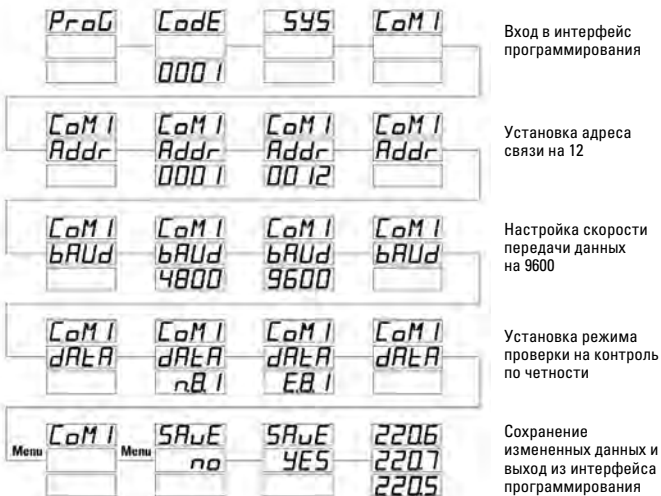 ProG CodE SYS CoM1
0001
Вход в интерфейс
программирования
CoM1 CoM1 CoM1 CoM1
Addr Addr Addr Addr
0001 0012
Установка адреса
связи на 12
CoM1 CoM1 CoM1 CoM1
bAUd bAUd bAUd bAUd
4800 9600
Настройка скорости
передачи данных
на 9600
CoM1 CoM1 CoM1 CoM1
dAtA dAtA dAtA dAtA
n.8.1 E.8.1
Установка режима
проверки на контроль
по четности
Menu CoM1 Menu SAvE SAvE 220.6
no YES 220.7
220.5
Сохранение
измененных данных и
выход из интерфейса
программирования